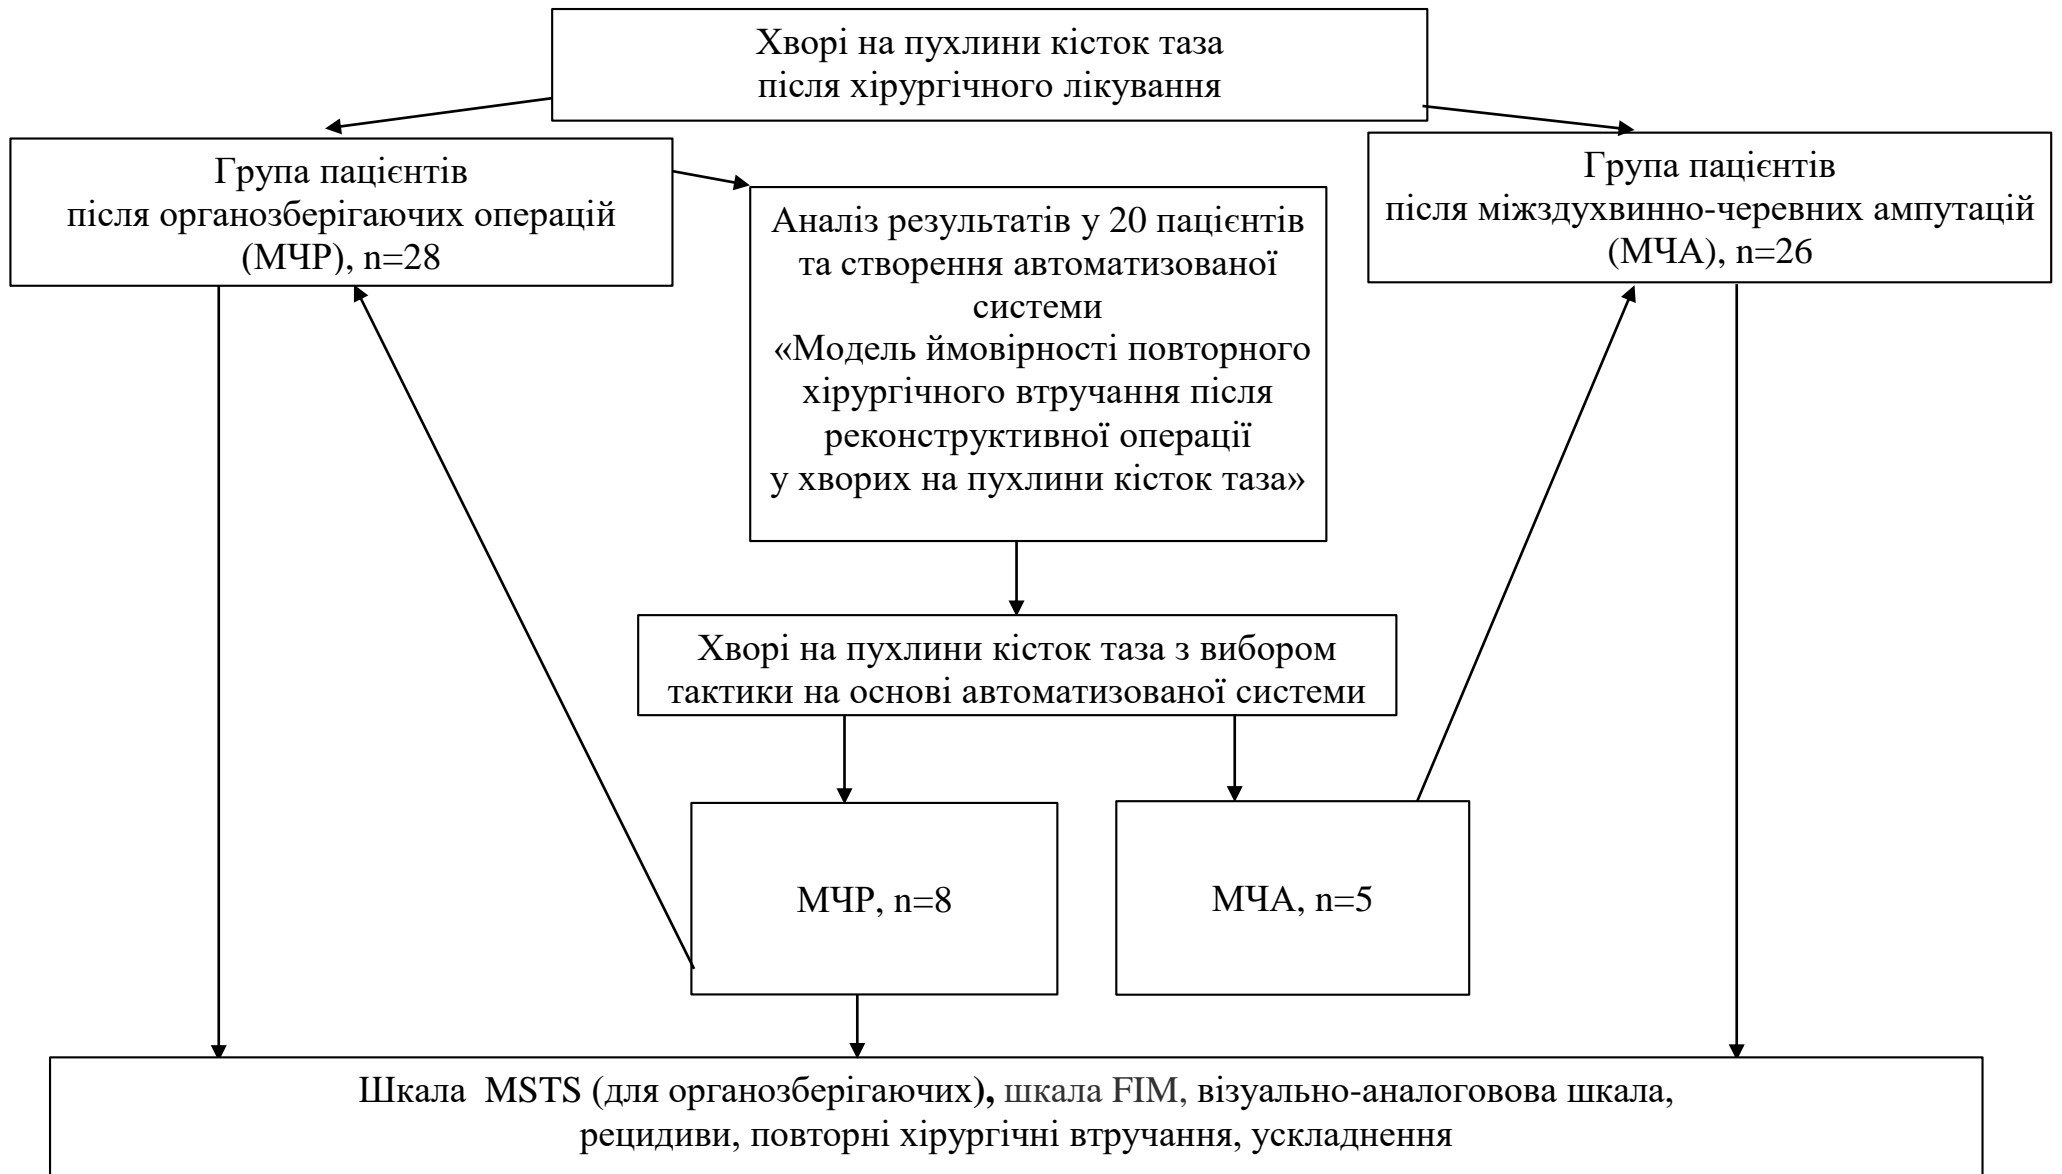 Хворі на пухлини кісток таза
після хірургічного лікування
Група пацієнтів
після органозберігаючих операцій
(МЧР), n=28
Аналіз результатів у 20 пацієнтів
та створення автоматизованої
системи
«Модель ймовірності повторного
хірургічного втручання після
реконструктивної операції
у хворих на пухлини кісток таза»
Група пацієнтів
після міжздухвинно-черевних ампутацій
(МЧА), n=26
Хворі на пухлини кісток таза з вибором
тактики на основі автоматизованої системи
МЧР, n=8
МЧА, n=5
Шкала MSTS (для органозберігаючих), шкала FIM, візуально-аналоговова шкала,
рецидиви, повторні хірургічні втручання, ускладнення